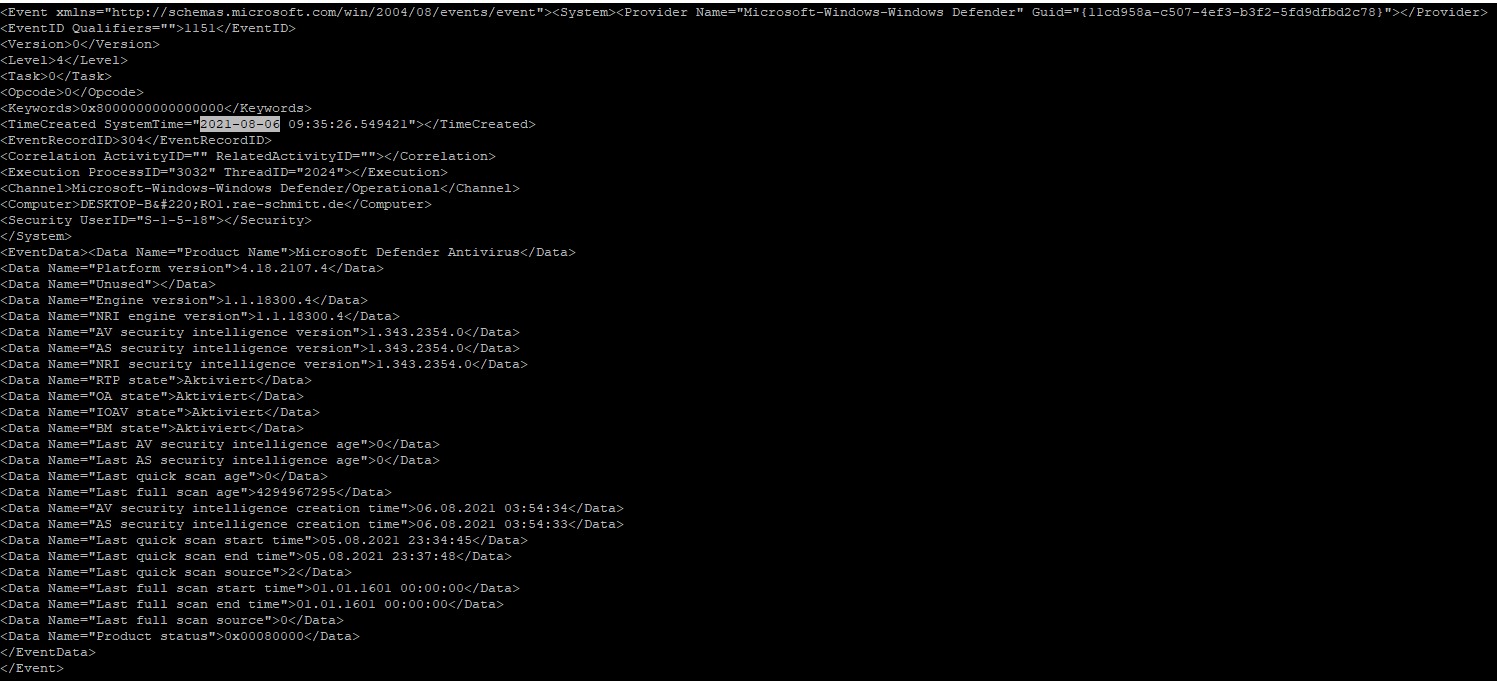 <Event xmlns="http://schemas.microsoft.com/win/2004/08/events/event"><System><Provider Name="Microsoft-Windows-Windows Defender" Guid="{11cd958a-c507-4ef3-b3f2-5fd9dfbd2c78}"></Provider>
<EventID Qualifiers="">1151</EventID>
<Version>0</Version>
<Level>4</Level>
<Task>0</Task>
<Opcode>0</Opcode>
<Keywords>0x8000000000000000</Keywords>
<TimeCreated SystemTime="2021-08-06 09:35:26.549421"></TimeCreated>
<EventRecordID>304</EventRecordID>
<Correlation ActivityID="" RelatedActivityID=""></Correlation>
<Execution ProcessID="3032" ThreadID="2024"></Execution>
<Channel>Microsoft-Windows-Windows Defender/Operational</Channel>
<Computer>DESKTOP-B&#220;RO1.rae-schmitt.de</Computer>
<Security UserID="S-1-5-18"></Security>
</System>
<EventData><Data Name="Product Name">Microsoft Defender Antivirus</Data>
<Data Name="Platform version">4.18.2107.4</Data>
<Data Name="Unused"></Data>
<Data Name="Engine version">1.1.18300.4</Data>
<Data Name="NRI engine version">1.1.18300.4</Data>
<Data Name="AV security intelligence version">1.343.2354.0</Data>
<Data Name="AS security intelligence version">1.343.2354.0</Data>
<Data Name="NRI security intelligence version">1.343.2354.0</Data>
<Data Name="RTP state">Aktiviert</Data>
<Data Name="OA state">Aktiviert</Data>
<Data Name="IOAV state">Aktiviert</Data>
<Data Name="BM state">Aktiviert</Data>
<Data Name="Last AV security intelligence age">0</Data>
<Data Name="Last AS security intelligence age">0</Data>
<Data Name="Last quick scan age">0</Data>
<Data Name="Last full scan age">4294967295</Data>
<Data Name="AV security intelligence creation time">06.08.2021 03:54:34</Data>
<Data Name="AS security intelligence creation time">06.08.2021 03:54:33</Data>
<Data Name="Last quick scan start time">05.08.2021 23:34:45</Data>
<Data Name="Last quick scan end time">05.08.2021 23:37:48</Data>
<Data Name="Last quick scan source">2</Data>
<Data Name="Last full scan start time">01.01.1601 00:00:00</Data>
<Data Name="Last full scan end time">01.01.1601 00:00:00</Data>
<Data Name="Last full scan source">0</Data>
<Data Name="Product status">0x00080000</Data>
</EventData>
</Event>